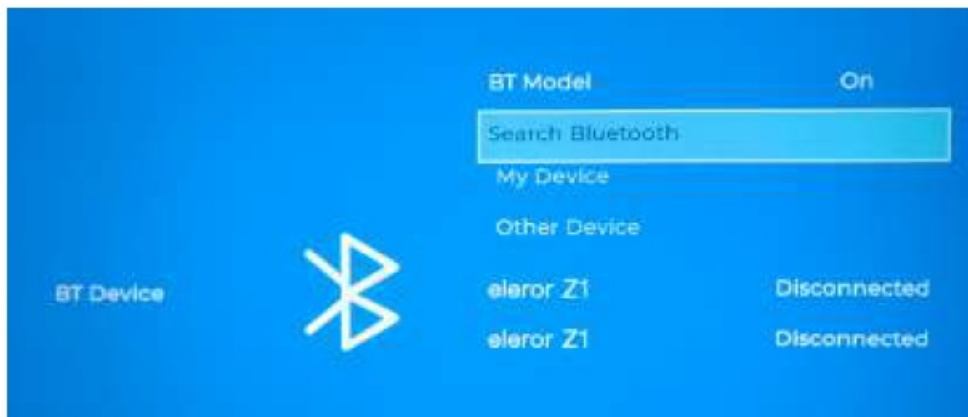 BT Model On
Search Bluetooth
My Device
Other Device
BT Device
eleror Z1 Disconnected
eleror Z1 Disconnected